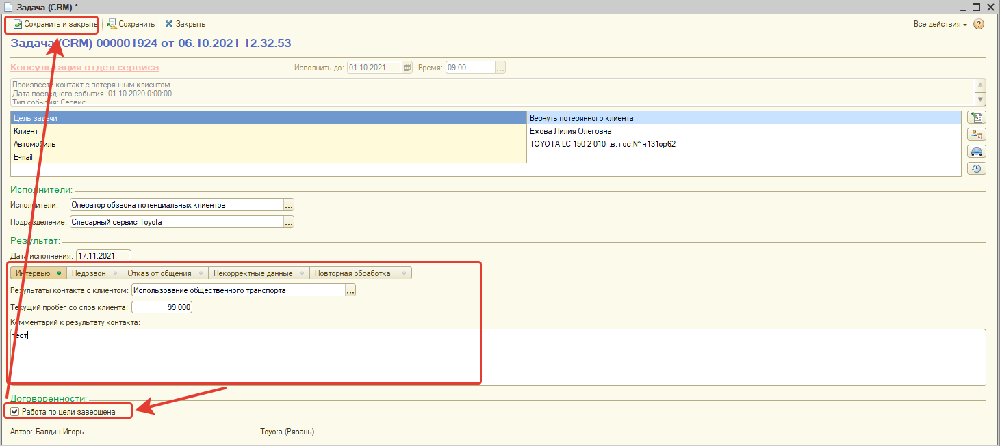 Задача (CRM) *
Сохранить и закрыть Сохранить Закрыть Все действия
Задача (CRM) 000001924 от 06.10.2021 12:32:53
Консультация отдел сервиса Исполнить до: 01.10.2021 Время: 09:00 ...
Произвести контакт с потерянным клиентом
Дата последнего события: 01.10.2020 0:00:00
Тип события: Сервис
Цель задачи Вернуть потерянного клиента
Клиент Ежова Лилия Олеговна
Автомобиль TOYOTA LC 150 2 010г.в. гос.№ н131ор62
E-mail
Исполнители:
Исполнители: Оператор обзвона потенциальных клиентов ...
Подразделение: Слесарный сервис Toyota ...
Результат:
Дата исполнения: 17.11.2021
Интервью Недозвон Отказ от общения Некорректные данные Повторная обработка
Результаты контакта с клиентом: Использование общественного транспорта ...
Текущий пробег со слов клиента: 99 000
Комментарий к результату контакта:
тест
Договоренности:
Работа по цели завершена
Автор: Балдин Игорь Toyota (Рязань)